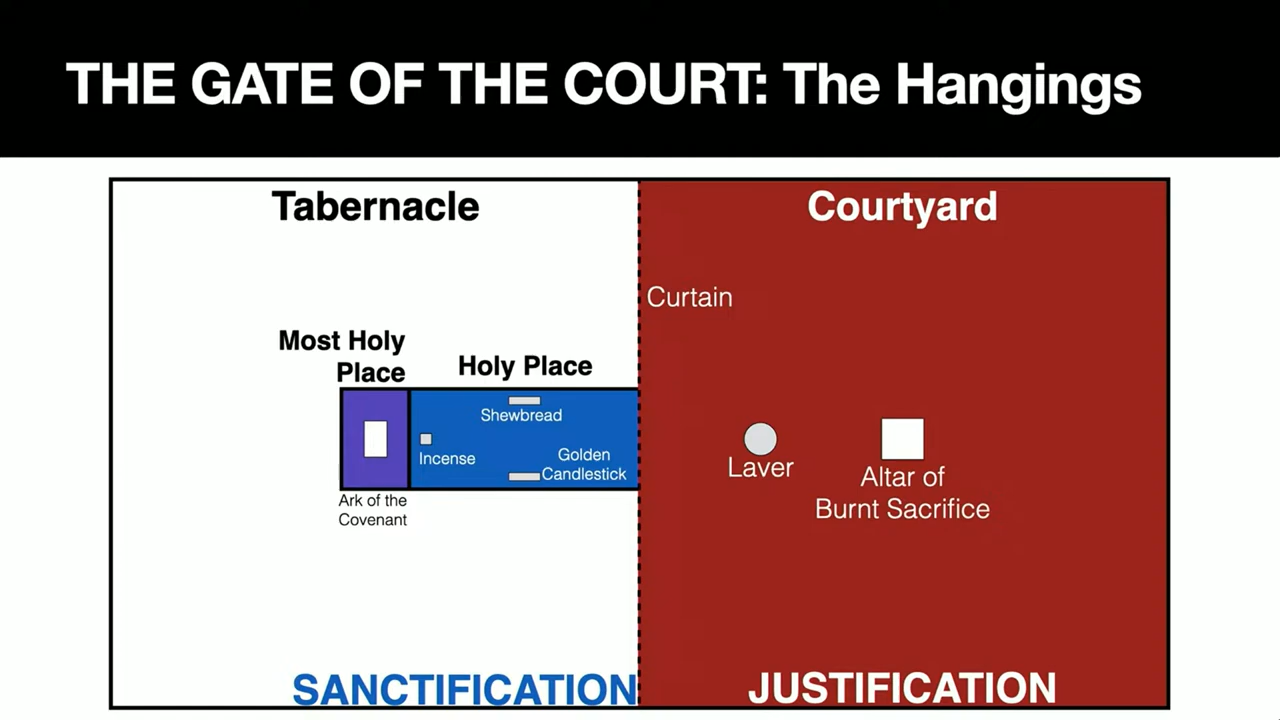 THE GATE OF THE COURT: The Hangings
Tabernacle
Courtyard
Curtain
Most Holy
Place
Holy Place
Shewbread
Incense
Golden
Candlestick
Ark of the
Covenant
Laver
Altar of
Burnt Sacrifice
SANCTIFICATION
JUSTIFICATION